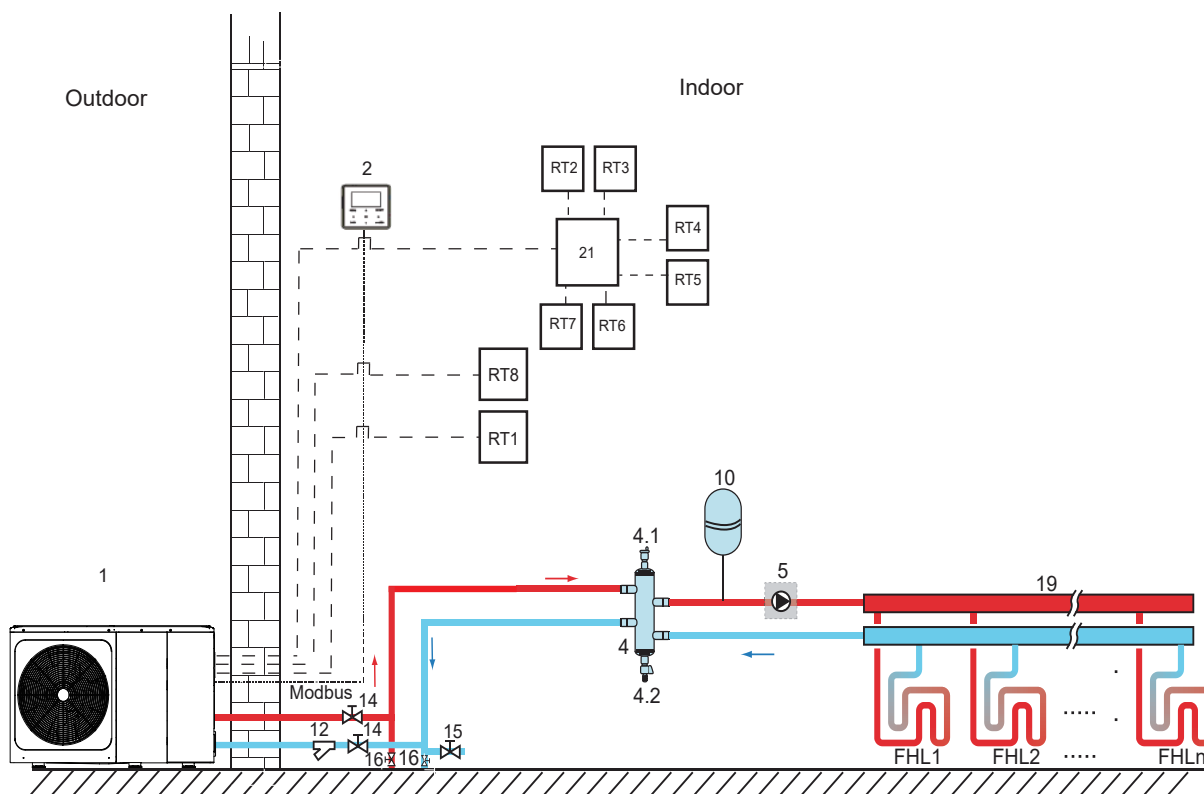 Outdoor
Indoor
2
RT2
RT3
RT4
21
RT5
RT7
RT6
RT8
RT1
10
4.1
1
5
19
4
4.2
Modbus
14
12
14
15
16
16
FHL1
FHL2
FHLn